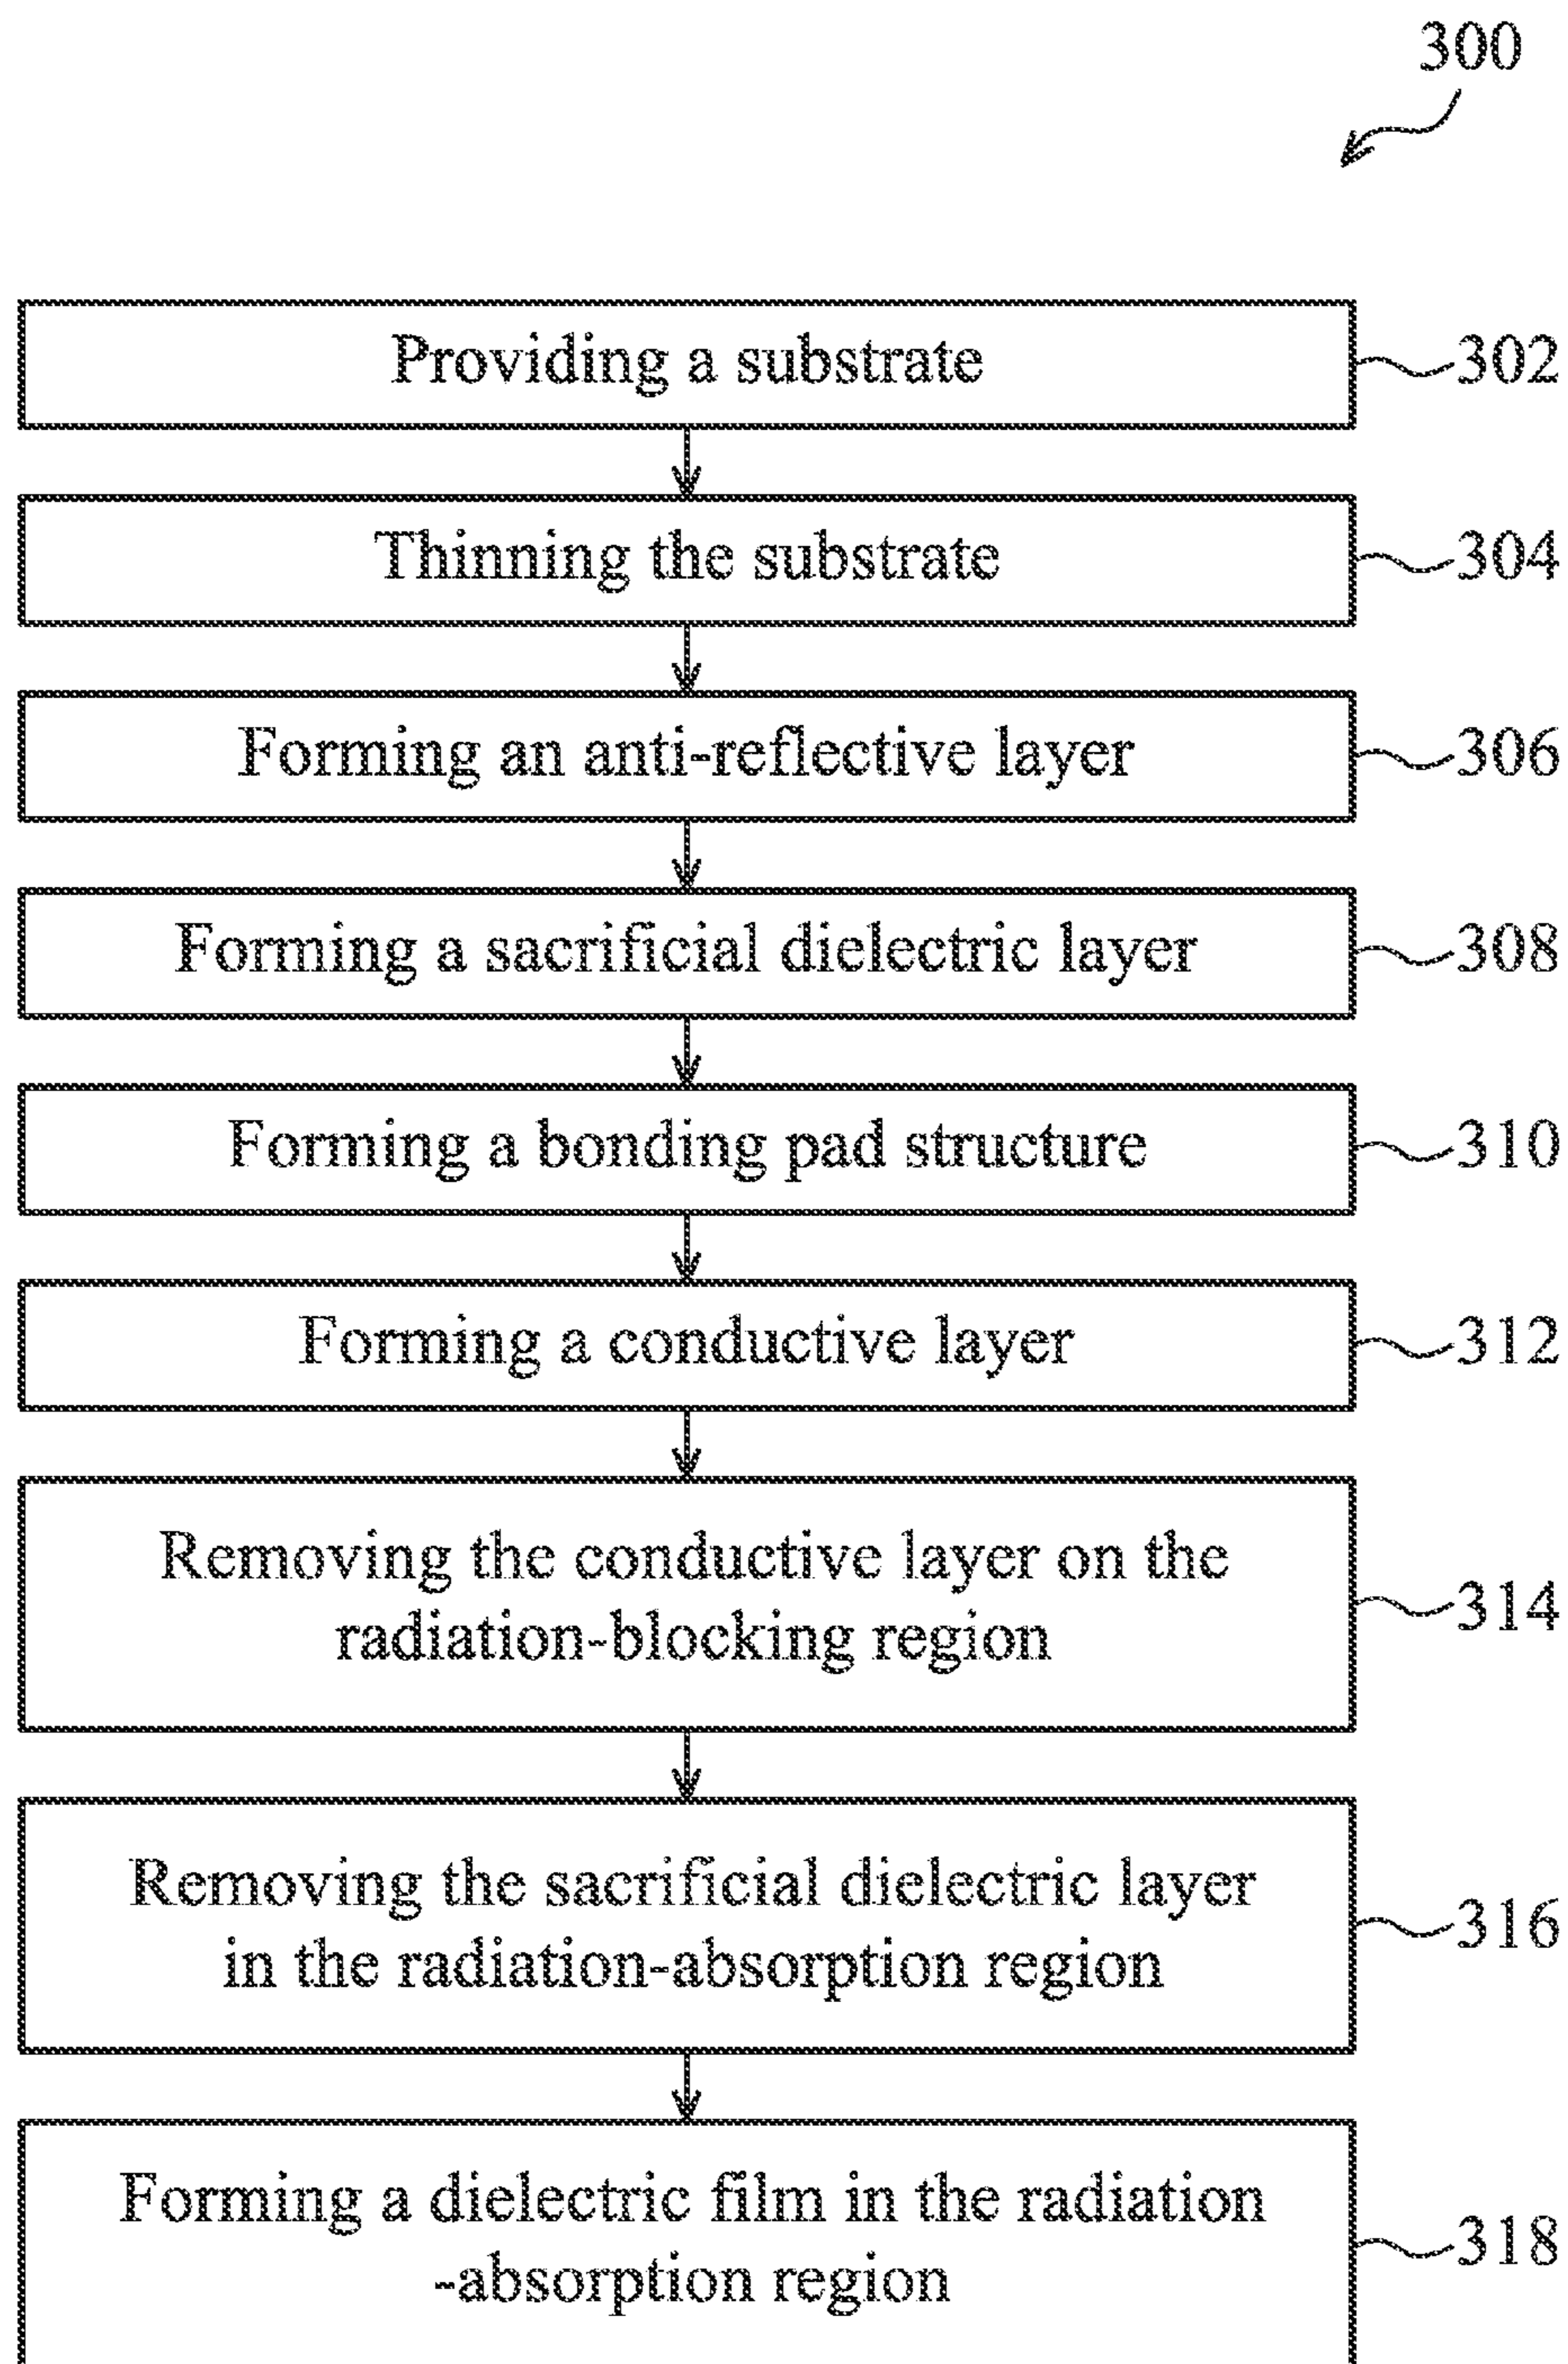 300
Providing a substrate
302
Thinning the substrate
304
Forming an anti-reflective layer
306
Forming a sacrificial dielectric layer
308
Forming a bonding pad structure
310
Forming a conductive layer
312
Removing the conductive layer on the
radiation-blocking region
314
Removing the sacrificial dielectric layer
in the radiation-absorption region
316
Forming a dielectric film in the radiation
-absorption region
318